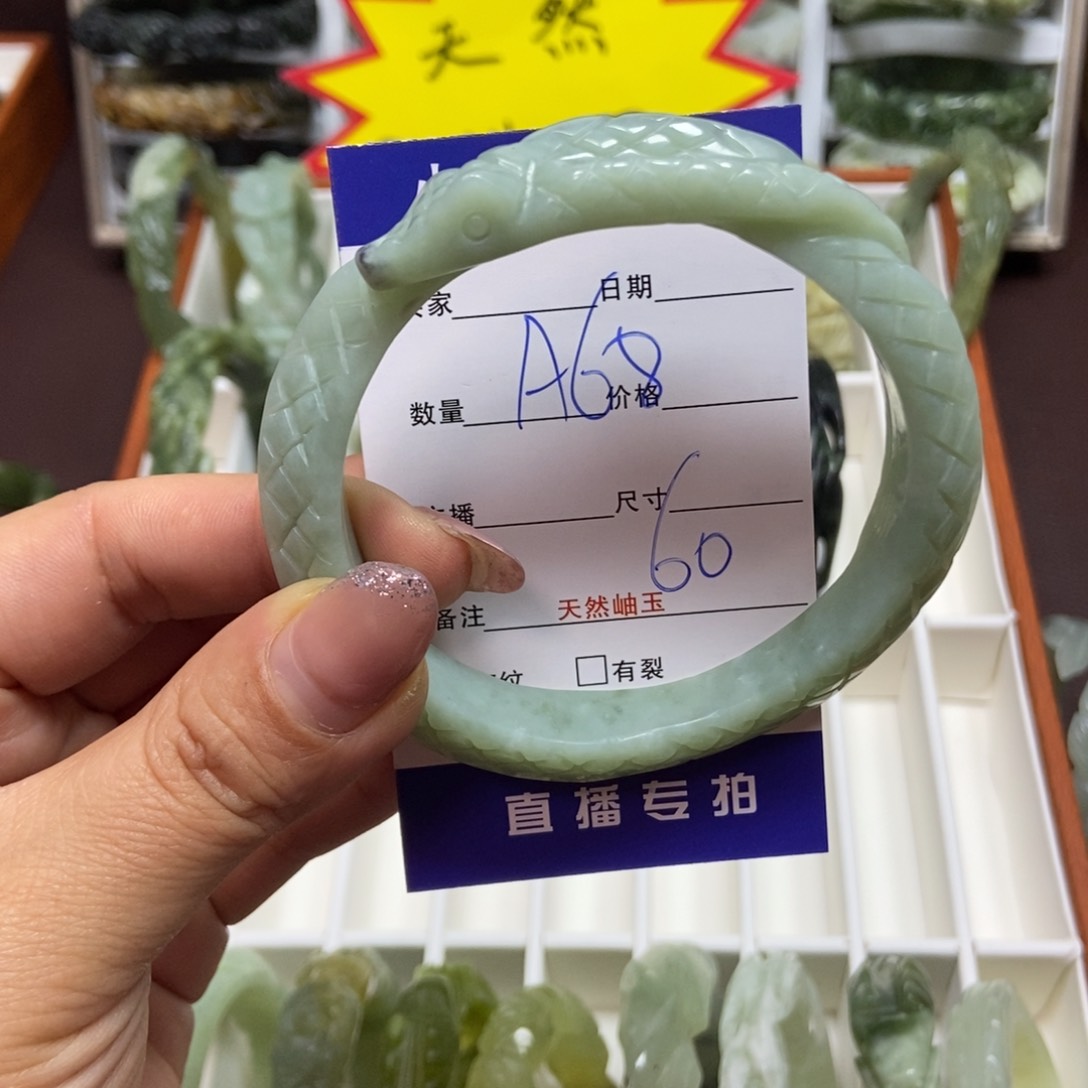 天然
家 日期
A68
数量 价格
播 尺寸
60
备注 天然岫玉
纹 □有裂
直播专拍